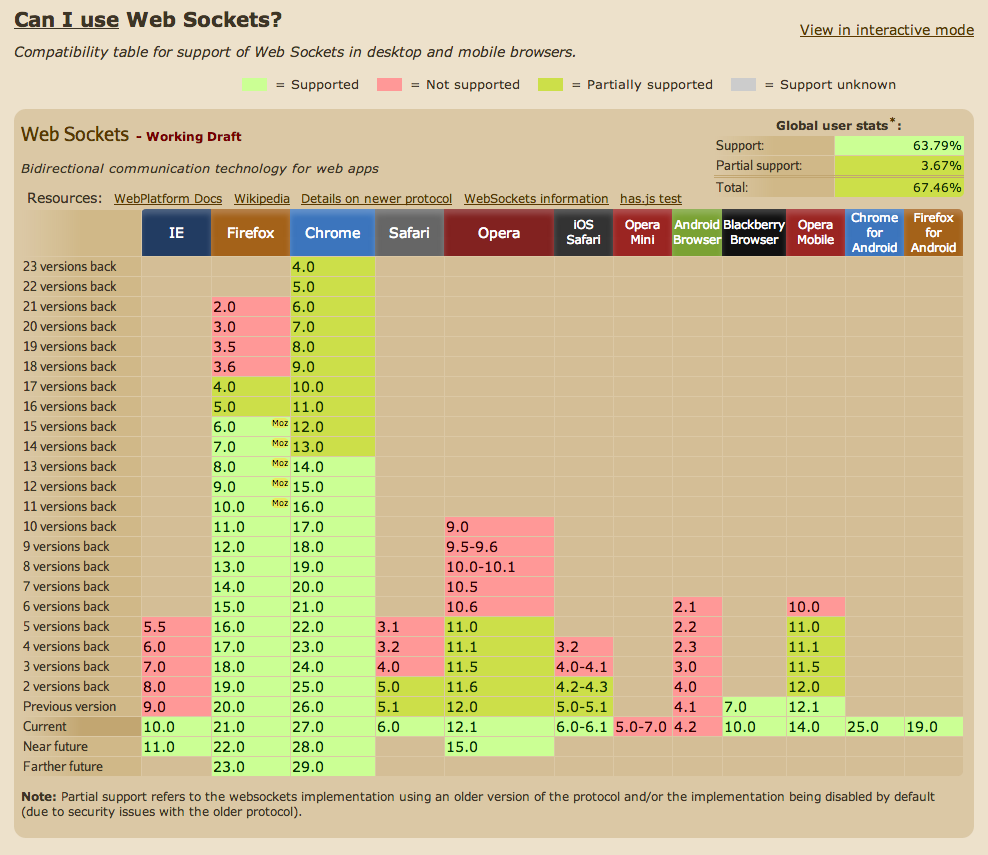 Can I use Web Sockets?
View in interactive mode
Compatibility table for support of Web Sockets in desktop and mobile browsers.
= Supported = Not supported = Partially supported = Support unknown
Web Sockets - Working Draft
Global user stats*:
Support: 63.79%
Partial support: 3.67%
Total: 67.46%
Bidirectional communication technology for web apps
Resources: WebPlatform Docs Wikipedia Details on newer protocol WebSockets information has.js test
IE Firefox Chrome Safari Opera iOS Safari Opera Mini Android Browser Blackberry Browser Opera Mobile Chrome for Android Firefox for Android
23 versions back 4.0
22 versions back 5.0
21 versions back 2.0 6.0
20 versions back 3.0 7.0
19 versions back 3.5 8.0
18 versions back 3.6 9.0
17 versions back 4.0 10.0
16 versions back 5.0 11.0
15 versions back 6.0 Moz 12.0
14 versions back 7.0 Moz 13.0
13 versions back 8.0 Moz 14.0
12 versions back 9.0 Moz 15.0
11 versions back 10.0 Moz 16.0
10 versions back 11.0 17.0 9.0
9 versions back 12.0 18.0 9.5-9.6
8 versions back 13.0 19.0 10.0-10.1
7 versions back 14.0 20.0 10.5
6 versions back 15.0 21.0 10.6 2.1 10.0
5 versions back 5.5 16.0 22.0 3.1 11.0 2.2 11.0
4 versions back 6.0 17.0 23.0 3.2 11.1 3.2 2.3 11.1
3 versions back 7.0 18.0 24.0 4.0 11.5 4.0-4.1 3.0 11.5
2 versions back 8.0 19.0 25.0 5.0 11.6 4.2-4.3 4.0 12.0
Previous version 9.0 20.0 26.0 5.1 12.0 5.0-5.1 4.1 7.0 12.1
Current 10.0 21.0 27.0 6.0 12.1 6.0-6.1 5.0-7.0 4.2 10.0 14.0 25.0 19.0
Near future 11.0 22.0 28.0 15.0
Farther future 23.0 29.0
Note: Partial support refers to the websockets implementation using an older version of the protocol and/or the implementation being disabled by default
(due to security issues with the older protocol).